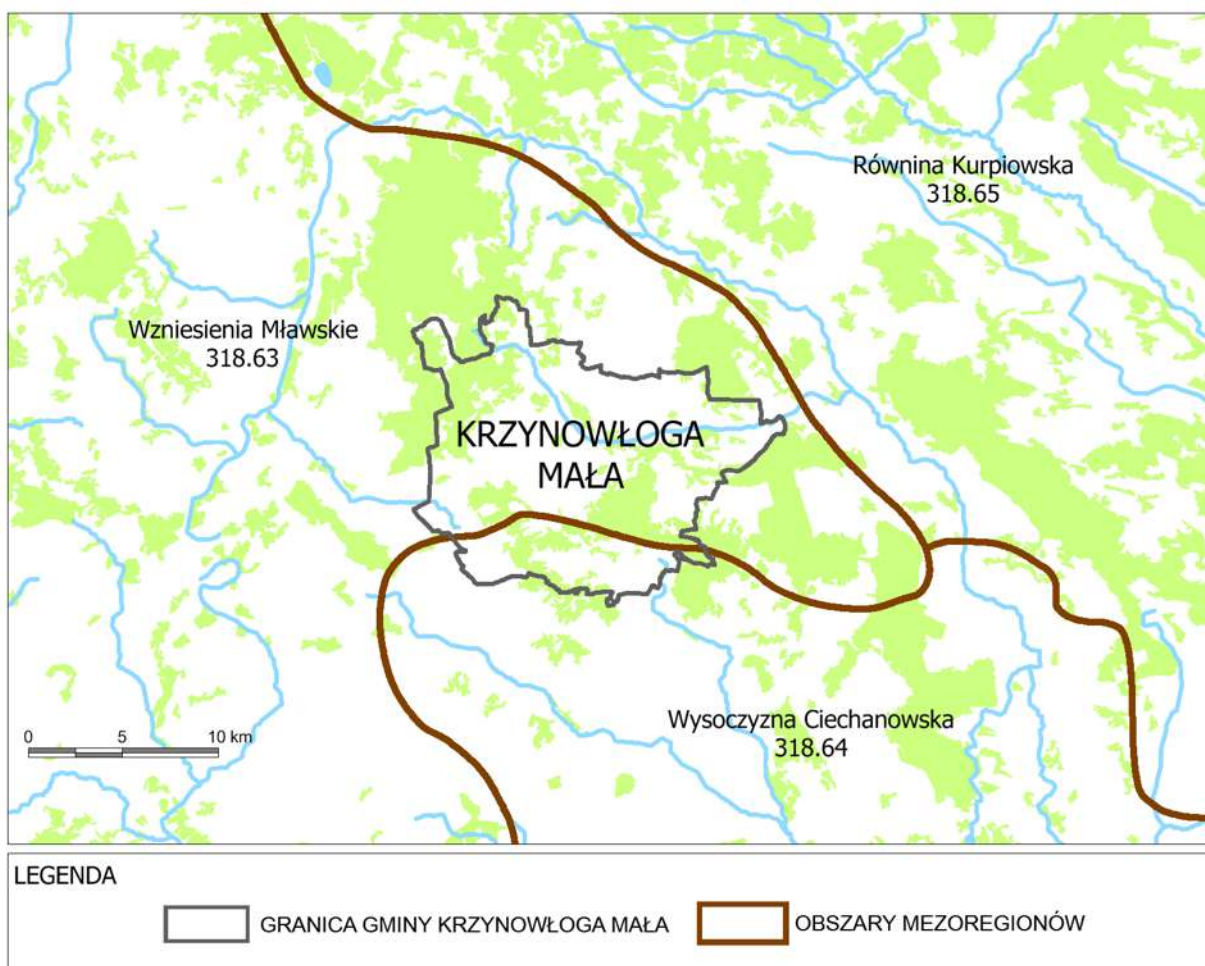 Równina Kurpiowska
318.65
Wzniesienia Mławskie
318.63
KRZYNOWŁOGA
MAŁA
Wysoczyzna Ciechanowska
318.64
0 5 10 km
LEGENDA
GRANICA GMINY KRZYNOWŁOGA MAŁA
OBSZARY MEZOREGIONÓW